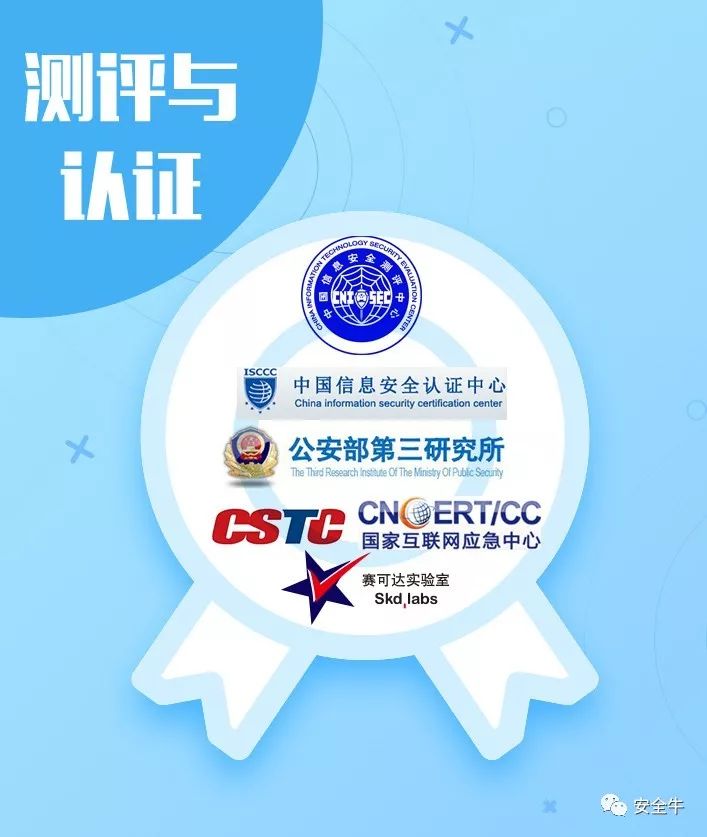 测评与
认证
CHINA INFORMATION TECHNOLOGY SECURITY EVALUATION CENTER
中国信息安全测评中心
CNI SEC
ISCCC
中国信息安全认证中心
China information security certification center
公安部第三研究所
The Third Research Institute Of The Ministry Of Public Security
CSTC
CNCERT/CC
国家互联网应急中心
赛可达实验室
Skd labs
安全牛